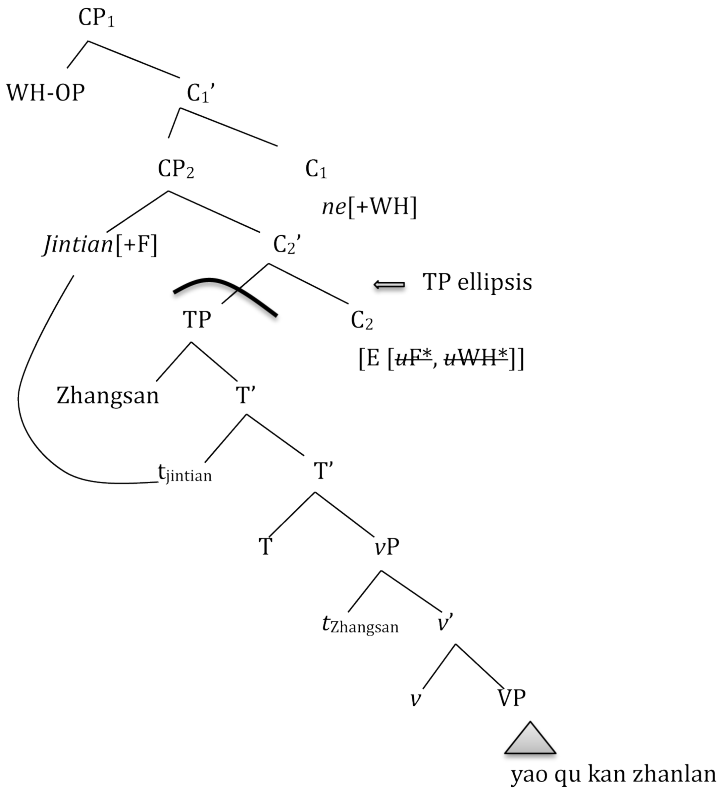 CP₁
WH-OP C₁’
CP₂ C₁
ne[+WH]
Jintian[+F] C₂’
TP ellipsis
TP C₂
[E [uF*, uWH*]]
Zhangsan T’
tjintian T’
T vP
tZhangsan v’
v VP
yao qu kan zhanlan